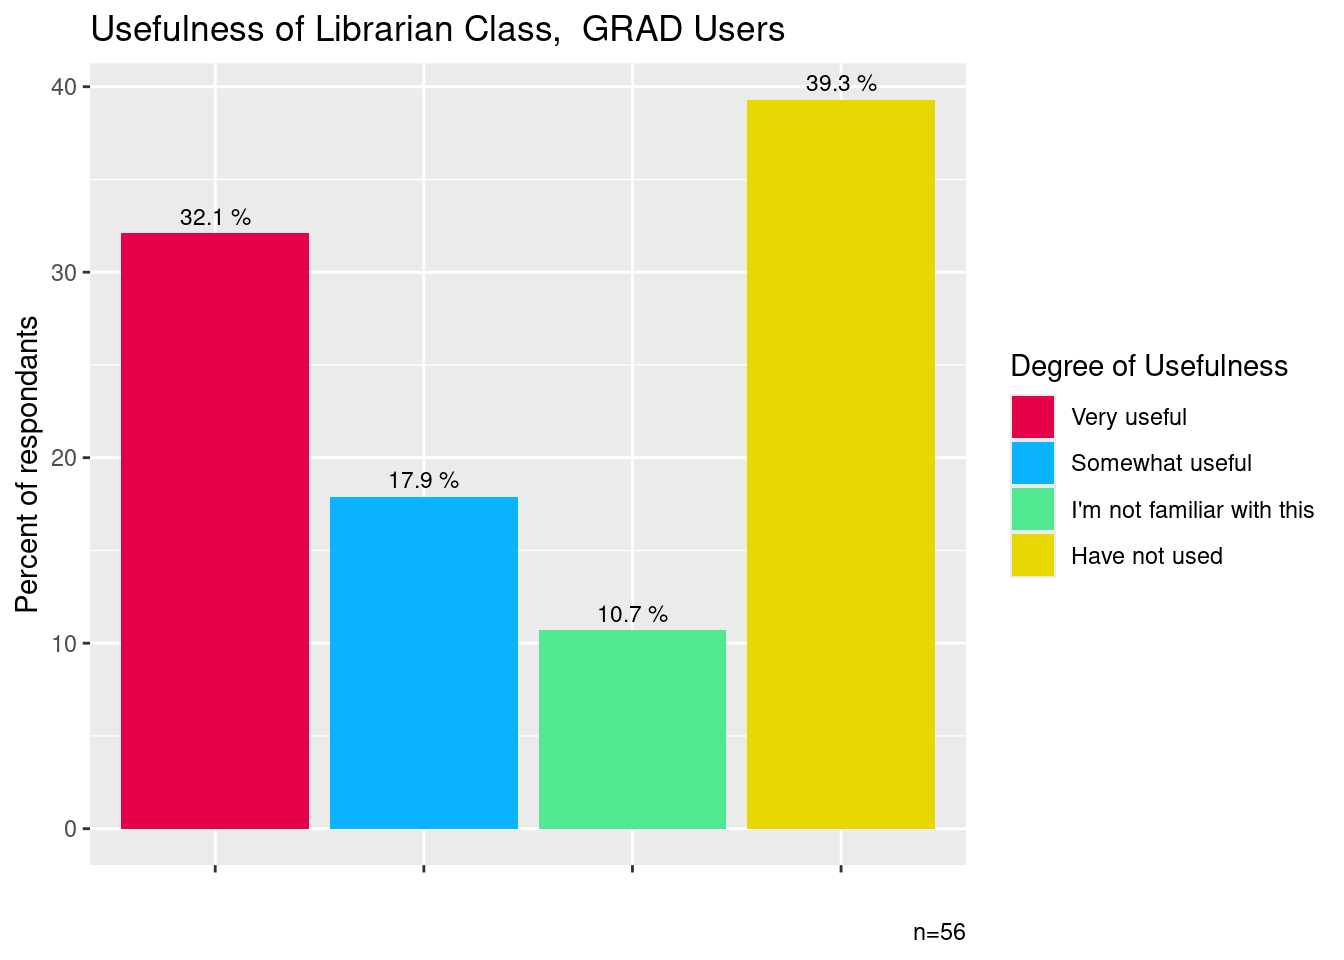 Usefulness of Librarian Class,  GRAD Users
Percent of respondants
40
30
20
10
0
32.1 %
17.9 %
10.7 %
39.3 %
Degree of Usefulness
Very useful
Somewhat useful
I'm not familiar with this
Have not used
n=56